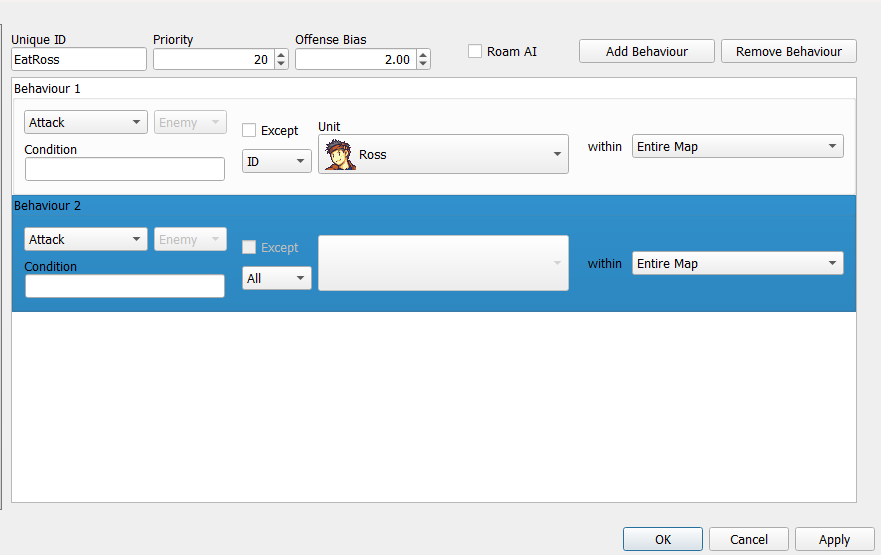 Unique ID
Priority
Offense Bias
EatRoss
20
2.00
Roam AI
Add Behaviour
Remove Behaviour
Behaviour 1
Attack
Enemy
Except
Unit
Condition
ID
Ross
within
Entire Map
Behaviour 2
Attack
Enemy
Except
Condition
All
within
Entire Map
OK
Cancel
Apply